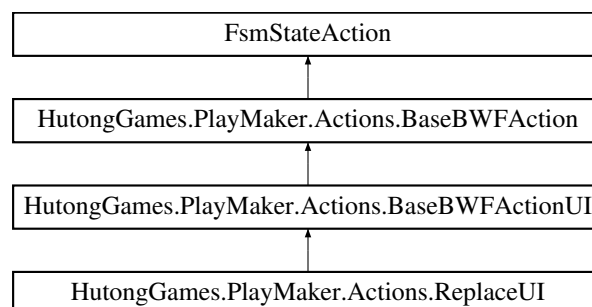 FsmStateAction
HutongGames.PlayMaker.Actions.BaseBWFAction
HutongGames.PlayMaker.Actions.BaseBWFActionUI
HutongGames.PlayMaker.Actions.ReplaceUI